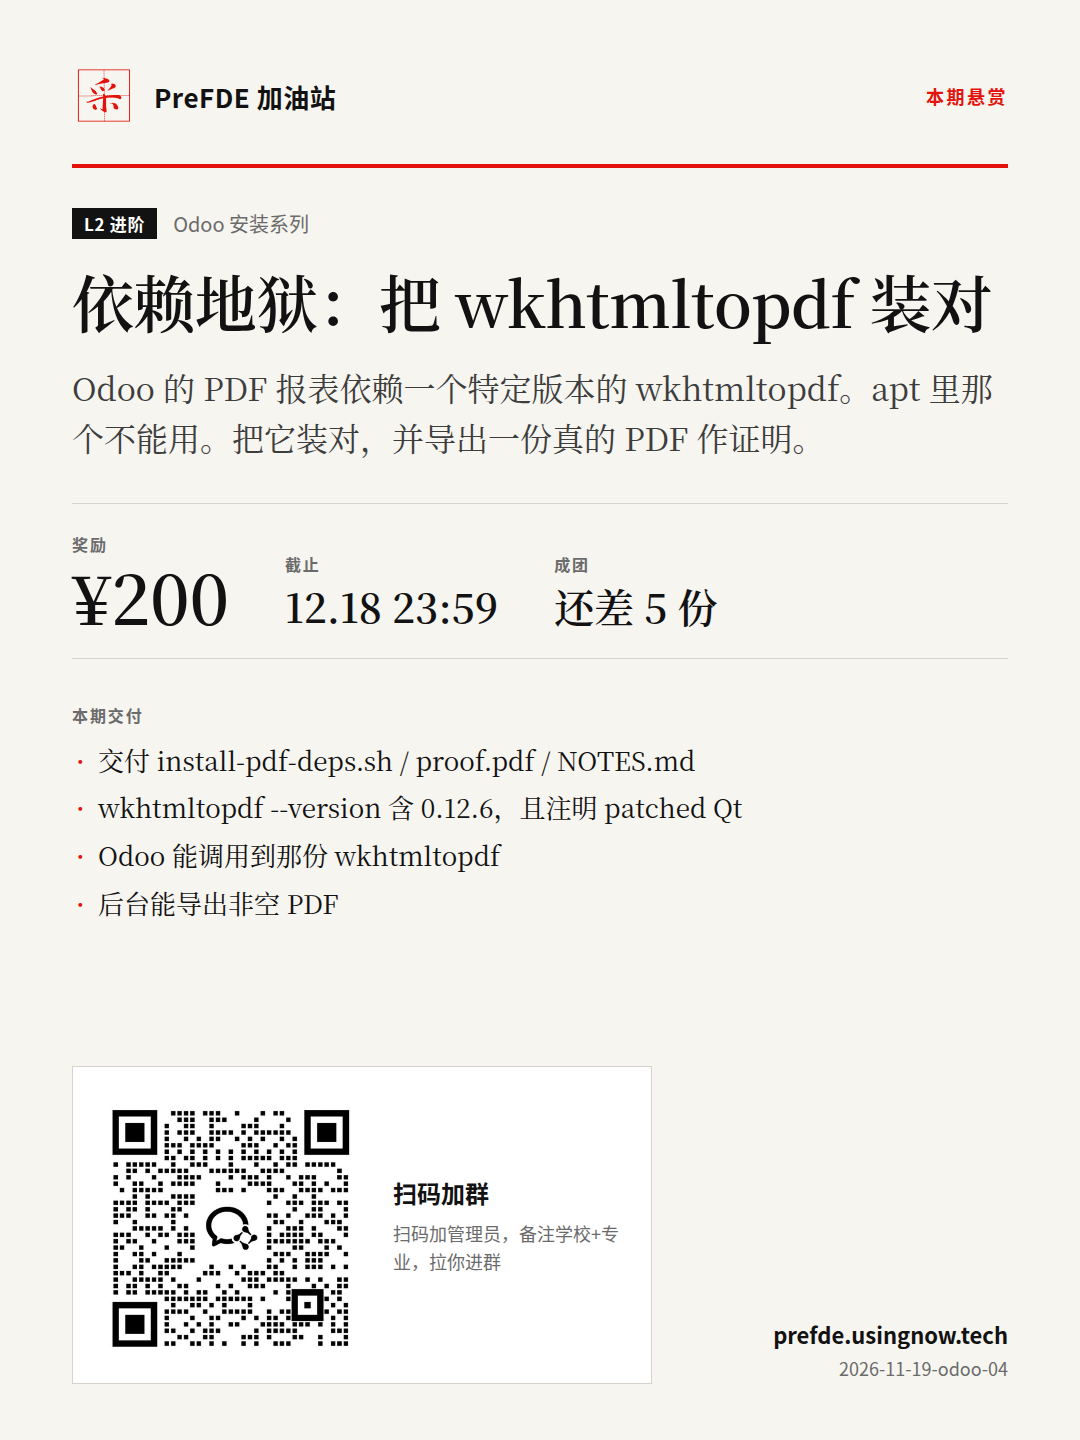 采
PreFDE 加油站
本期悬赏
L2 进阶
Odoo 安装系列
依赖地狱：把 wkhtmltopdf 装对
Odoo 的 PDF 报表依赖一个特定版本的 wkhtmltopdf。apt 里那
个不能用。把它装对，并导出一份真的 PDF 作证明。
奖励
¥200
截止
12.18 23:59
成团
还差 5 份
本期交付
· 交付 install-pdf-deps.sh / proof.pdf / NOTES.md
· wkhtmltopdf --version 含 0.12.6，且注明 patched Qt
· Odoo 能调用到那份 wkhtmltopdf
· 后台能导出非空 PDF
扫码加群
扫码加管理员，备注学校+专
业，拉你进群
prefde.usingnow.tech
2026-11-19-odoo-04